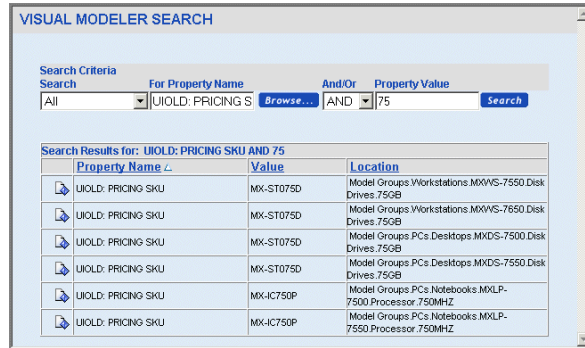 VISUAL MODELER SEARCH
Search Criteria
Search For Property Name And/Or Property Value
All UIOLD: PRICING S Browse... AND 75 Search
Search Results for: UIOLD: PRICING SKU AND 75
Property Name Value Location
UIOLD: PRICING SKU MX-ST075D Model Groups.Workstations.MXWS-7550.Disk
Drives.75GB
UIOLD: PRICING SKU MX-ST075D Model Groups.Workstations.MXWS-7650.Disk
Drives.75GB
UIOLD: PRICING SKU MX-ST075D Model Groups.PCs.Desktops.MXDS-7500.Disk
Drives.75GB
UIOLD: PRICING SKU MX-ST075D Model Groups.PCs.Desktops.MXDS-7550.Disk
Drives.75GB
UIOLD: PRICING SKU MX-IC750P Model Groups.PCs.Notebooks.MXLP-
7500.Processor.750MHZ
UIOLD: PRICING SKU MX-IC750P Model Groups.PCs.Notebooks.MXLP-
7550.Processor.750MHZ